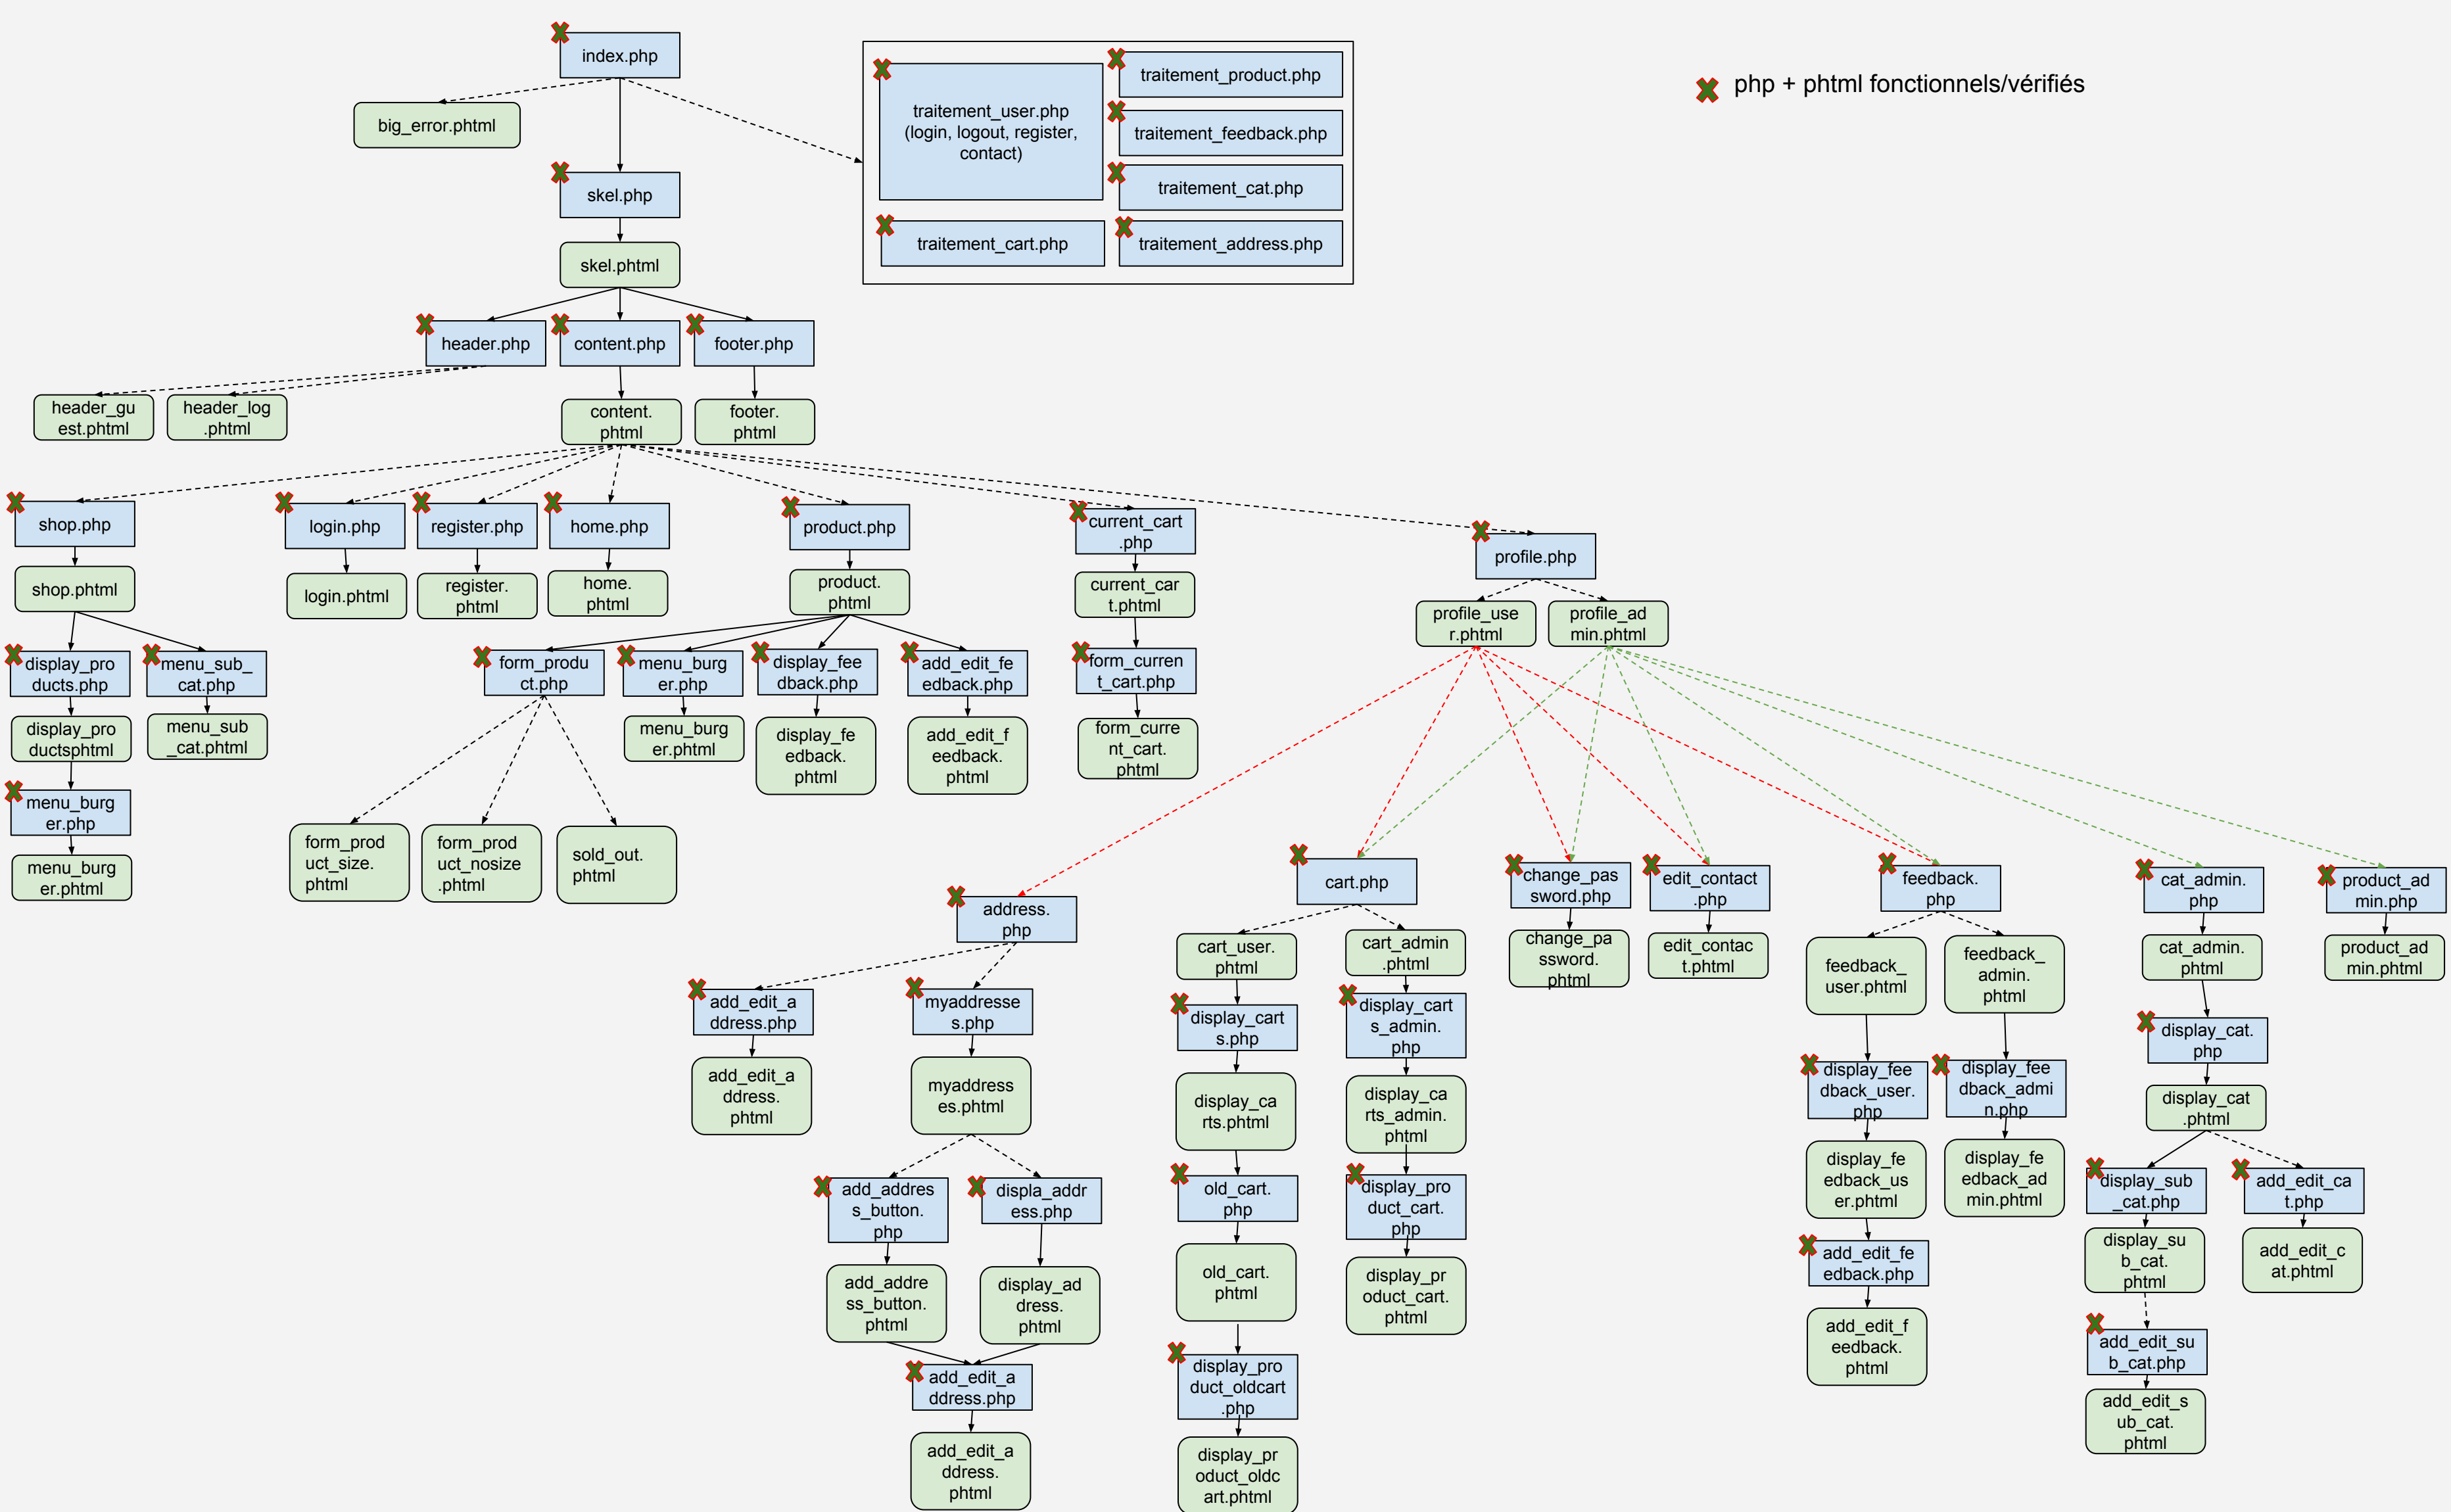 index.php
big_error.phtml
traitement_user.php
(login, logout, register,
contact)
traitement_product.php
traitement_feedback.php
traitement_cat.php
traitement_cart.php
traitement_address.php
php + phtml fonctionnels/vérifiés
skel.php
skel.phtml
header.php
content.php
footer.php
header_gu
est.phtml
header_log
.phtml
content.
phtml
footer.
phtml
shop.php
login.php
register.php
home.php
product.php
current_cart
.php
profile.php
shop.phtml
login.phtml
register.
phtml
home.
phtml
product.
phtml
current_car
t.phtml
profile_use
r.phtml
profile_ad
min.phtml
display_pro
ducts.php
menu_sub_
cat.php
form_produ
ct.php
menu_burg
er.php
display_fee
dback.php
add_edit_fe
edback.php
form_curren
t_cart.php
display_pro
ductsphtml
menu_sub
_cat.phtml
menu_burg
er.phtml
display_fe
edback.
phtml
add_edit_f
eedback.
phtml
form_curre
nt_cart.
phtml
menu_burg
er.php
menu_burg
er.phtml
form_prod
uct_size.
phtml
form_prod
uct_nosize
.phtml
sold_out.
phtml
address.
php
cart.php
change_pas
sword.php
edit_contact
.php
feedback.
php
cat_admin.
php
product_ad
min.php
cart_user.
phtml
cart_admin
.phtml
change_pa
ssword.
phtml
edit_contac
t.phtml
feedback_
user.phtml
feedback_
admin.
phtml
cat_admin.
phtml
product_ad
min.phtml
add_edit_a
ddress.php
myaddresse
s.php
display_cart
s.php
display_cart
s_admin.
php
display_cat.
php
add_edit_a
ddress.
phtml
myaddress
es.phtml
display_ca
rts.phtml
display_ca
rts_admin.
phtml
display_fee
dback_user.
php
display_fee
dback_admi
n.php
display_cat
.phtml
add_addres
s_button.
php
displa_addr
ess.php
old_cart.
php
display_pro
duct_cart.
php
display_fe
edback_us
er.phtml
display_fe
edback_ad
min.phtml
display_sub
_cat.php
add_edit_ca
t.php
add_addre
ss_button.
phtml
display_ad
dress.
phtml
old_cart.
phtml
display_pr
oduct_cart.
phtml
add_edit_fe
edback.php
display_su
b_cat.
phtml
add_edit_c
at.phtml
add_edit_a
ddress.php
display_pro
duct_oldcart
.php
add_edit_f
eedback.
phtml
add_edit_su
b_cat.php
add_edit_a
ddress.
phtml
display_pr
oduct_oldc
art.phtml
add_edit_s
ub_cat.
phtml